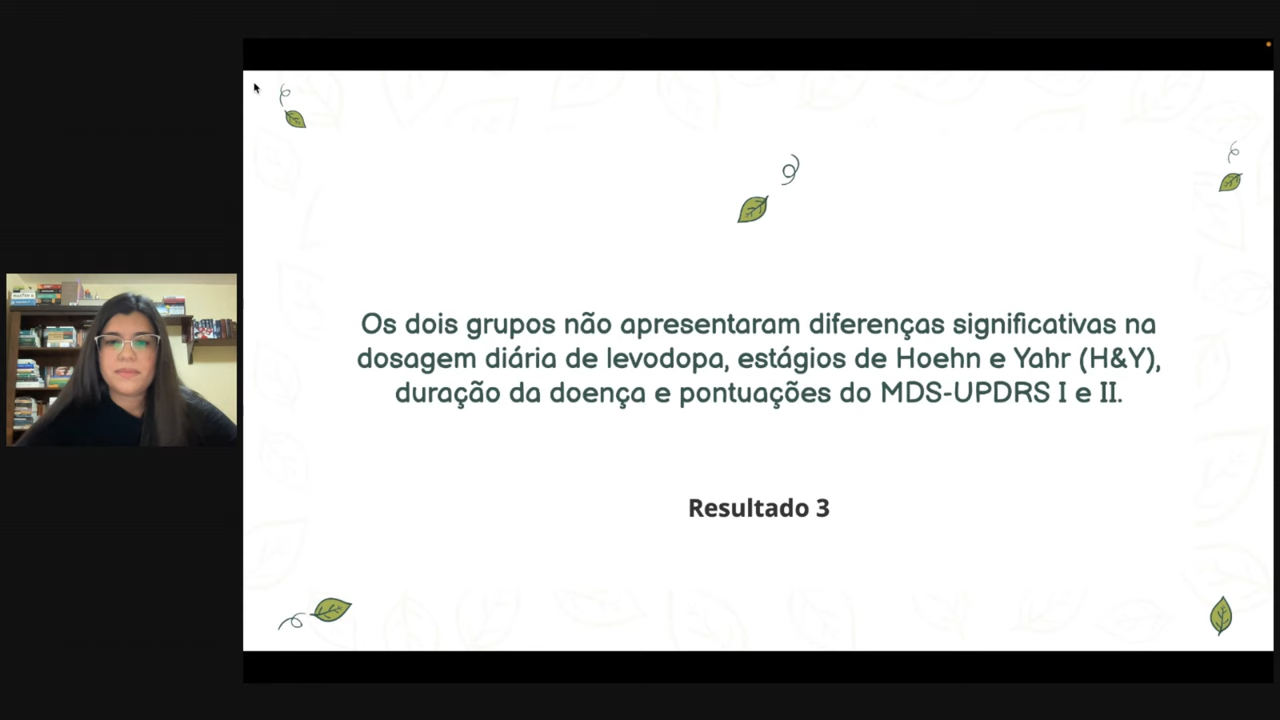 Os dois grupos não apresentaram diferenças significativas na
dosagem diária de levodopa, estágios de Hoehn e Yahr (H&Y),
duração da doença e pontuações do MDS-UPDRS I e II.
Resultado 3